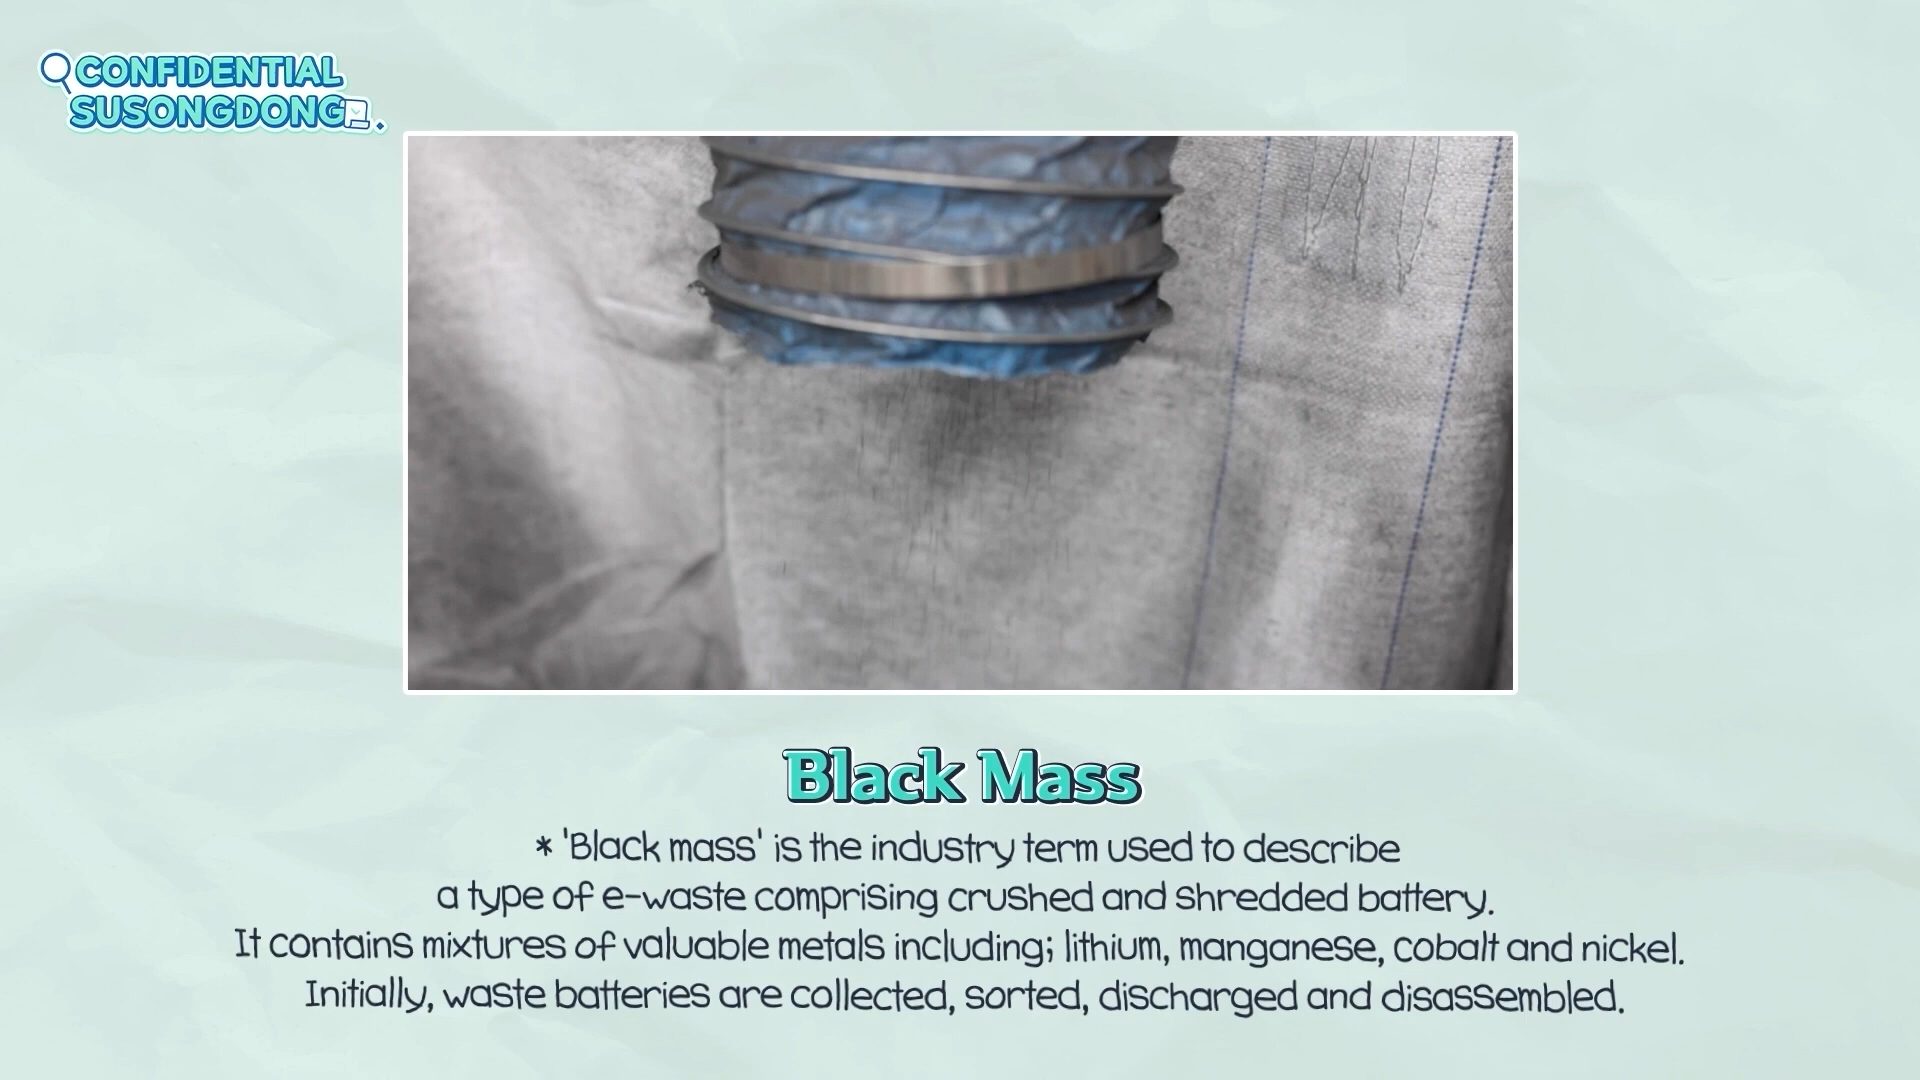 CONFIDENTIAL
SUSONGDONG
Black Mass
* 'Black mass' is the industry term used to describe
a type of e-waste comprising crushed and shredded battery.
It contains mixtures of valuable metals including; lithium, manganese, cobalt and nickel.
Initially, waste batteries are collected, sorted, discharged and disassembled.